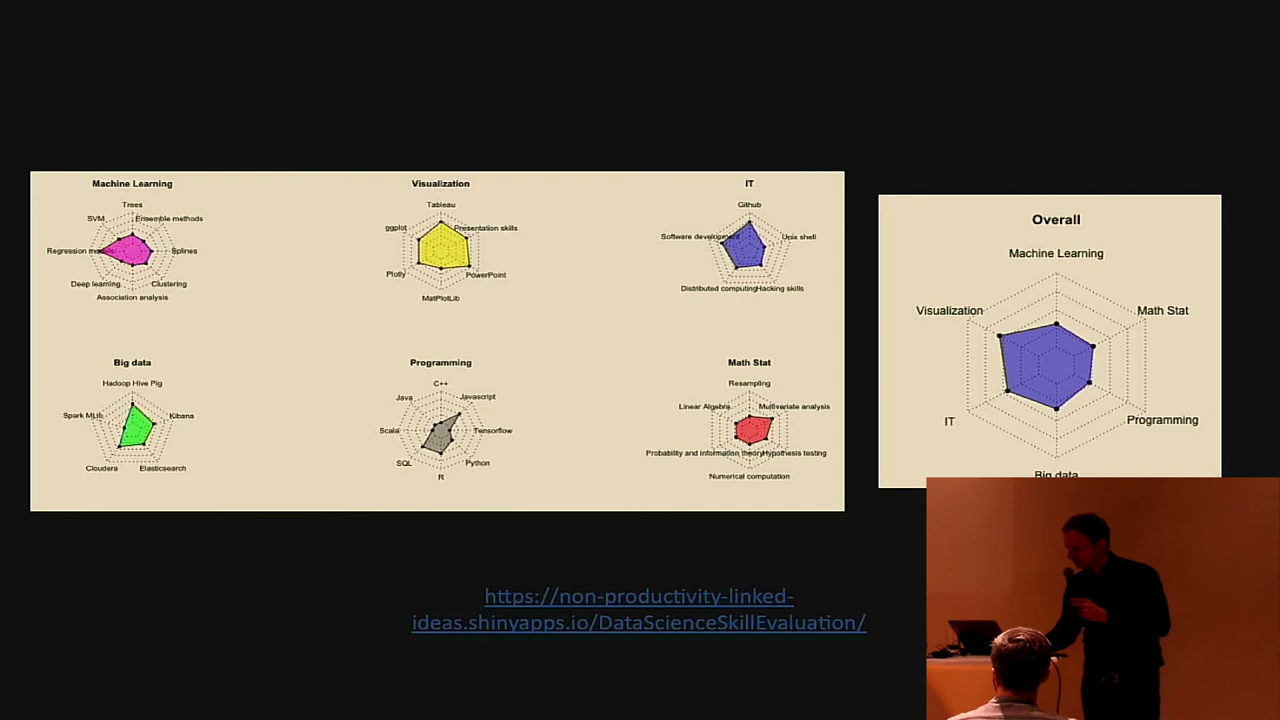 Machine Learning
Trees
SVM
Ensemble methods
Regression models
Splines
Deep learning
Clustering
Association analysis
Visualization
Tableau
ggplot
Presentation skills
Plotly
PowerPoint
MatPlotLib
IT
Github
Software development
Unix shell
Distributed computing
Hacking skills
Big data
Hadoop Hive Pig
Spark MLib
Kibana
Cloudera
Elasticsearch
Programming
C++
Java
Javascript
Scala
Tensorflow
SQL
Python
R
Math Stat
Resampling
Linear Algebra
Multivariate analysis
Probability and information theory
Hypothesis testing
Numerical computation
Overall
Machine Learning
Visualization
Math Stat
IT
Programming
Big data
https://non-productivity-linked-
ideas.shinyapps.io/DataScienceSkillEvaluation/